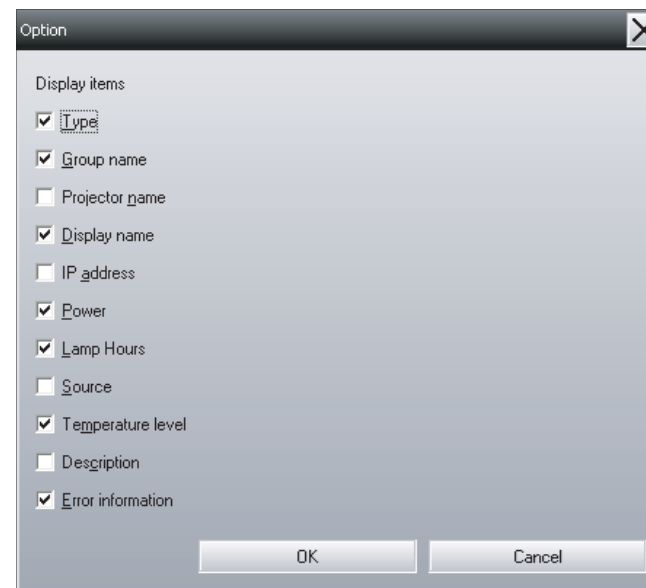 Option
Display items
Type
Group name
Projector name
Display name
IP address
Power
Lamp Hours
Source
Temperature level
Description
Error information
OK Cancel